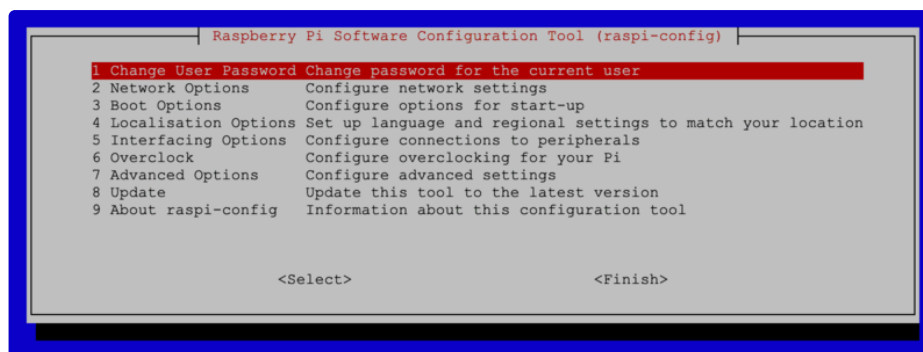 Raspberry Pi Software Configuration Tool (raspi-config)
1 Change User Password Change password for the current user
2 Network Options Configure network settings
3 Boot Options Configure options for start-up
4 Localisation Options Set up language and regional settings to match your location
5 Interfacing Options Configure connections to peripherals
6 Overclock Configure overclocking for your Pi
7 Advanced Options Configure advanced settings
8 Update Update this tool to the latest version
9 About raspi-config Information about this configuration tool
<Select> <Finish>